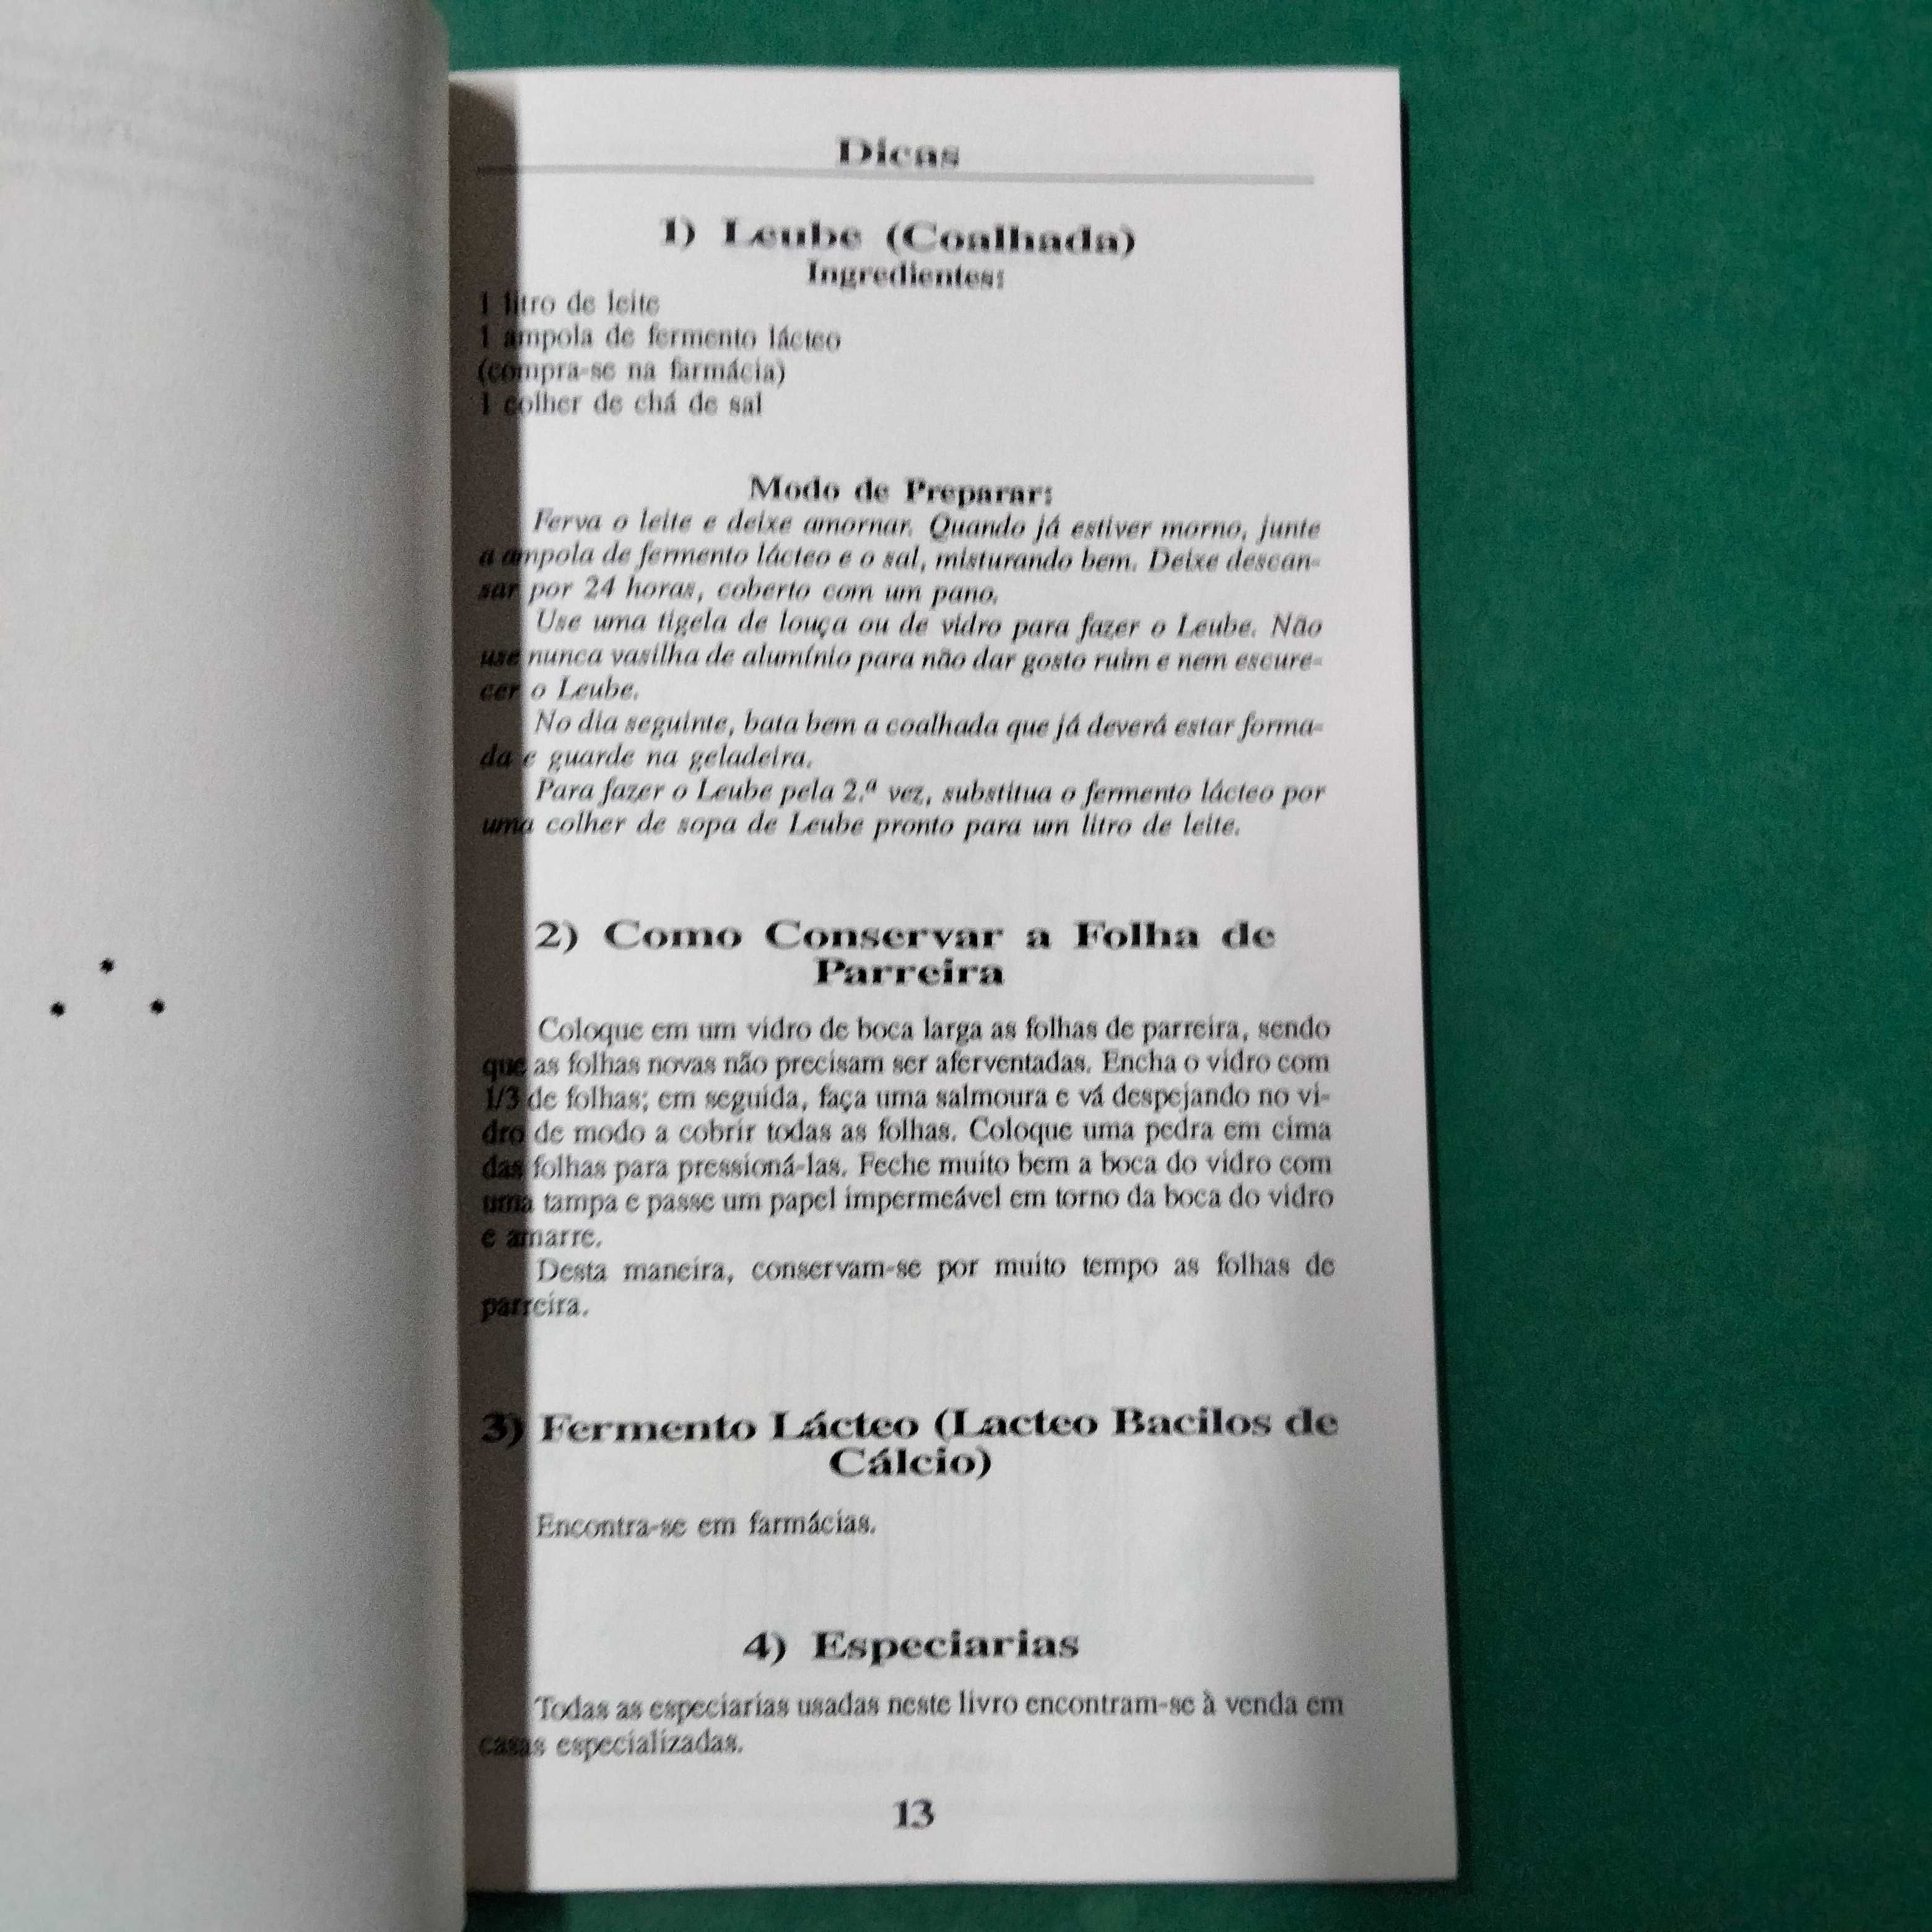 Dicas
1) Leube (Coalhada)
Ingredientes:
1 litro de leite
1 ampola de fermento lácteo
(compra-se na farmácia)
1 colher de chá de sal
Modo de Preparar:
Ferva o leite e deixe amornar. Quando já estiver morno, junte
a ampola de fermento lácteo e o sal, misturando bem. Deixe descan-
sar por 24 horas, coberto com um pano.
Use uma tigela de louça ou de vidro para fazer o Leube. Não
use nunca vasilha de alumínio para não dar gosto ruim e nem escure-
cer o Leube.
No dia seguinte, bata bem a coalhada que já deverá estar forma-
da e guarde na geladeira.
Para fazer o Leube pela 2.ª vez, substitua o fermento lácteo por
uma colher de sopa de Leube pronto para um litro de leite.
2) Como Conservar a Folha de
Parreira
Coloque em um vidro de boca larga as folhas de parreira, sendo
que as folhas novas não precisam ser aferventadas. Encha o vidro com
1/3 de folhas; em seguida, faça uma salmoura e vá despejando no vi-
dro de modo a cobrir todas as folhas. Coloque uma pedra em cima
das folhas para pressioná-las. Feche muito bem a boca do vidro com
uma tampa e passe um papel impermeável em torno da boca do vidro
e amarre.
Desta maneira, conservam-se por muito tempo as folhas de
parreira.
3) Fermento Lácteo (Lacteo Bacilos de
Cálcio)
Encontra-se em farmácias.
4) Especiarias
Todas as especiarias usadas neste livro encontram-se à venda em
casas especializadas.
13